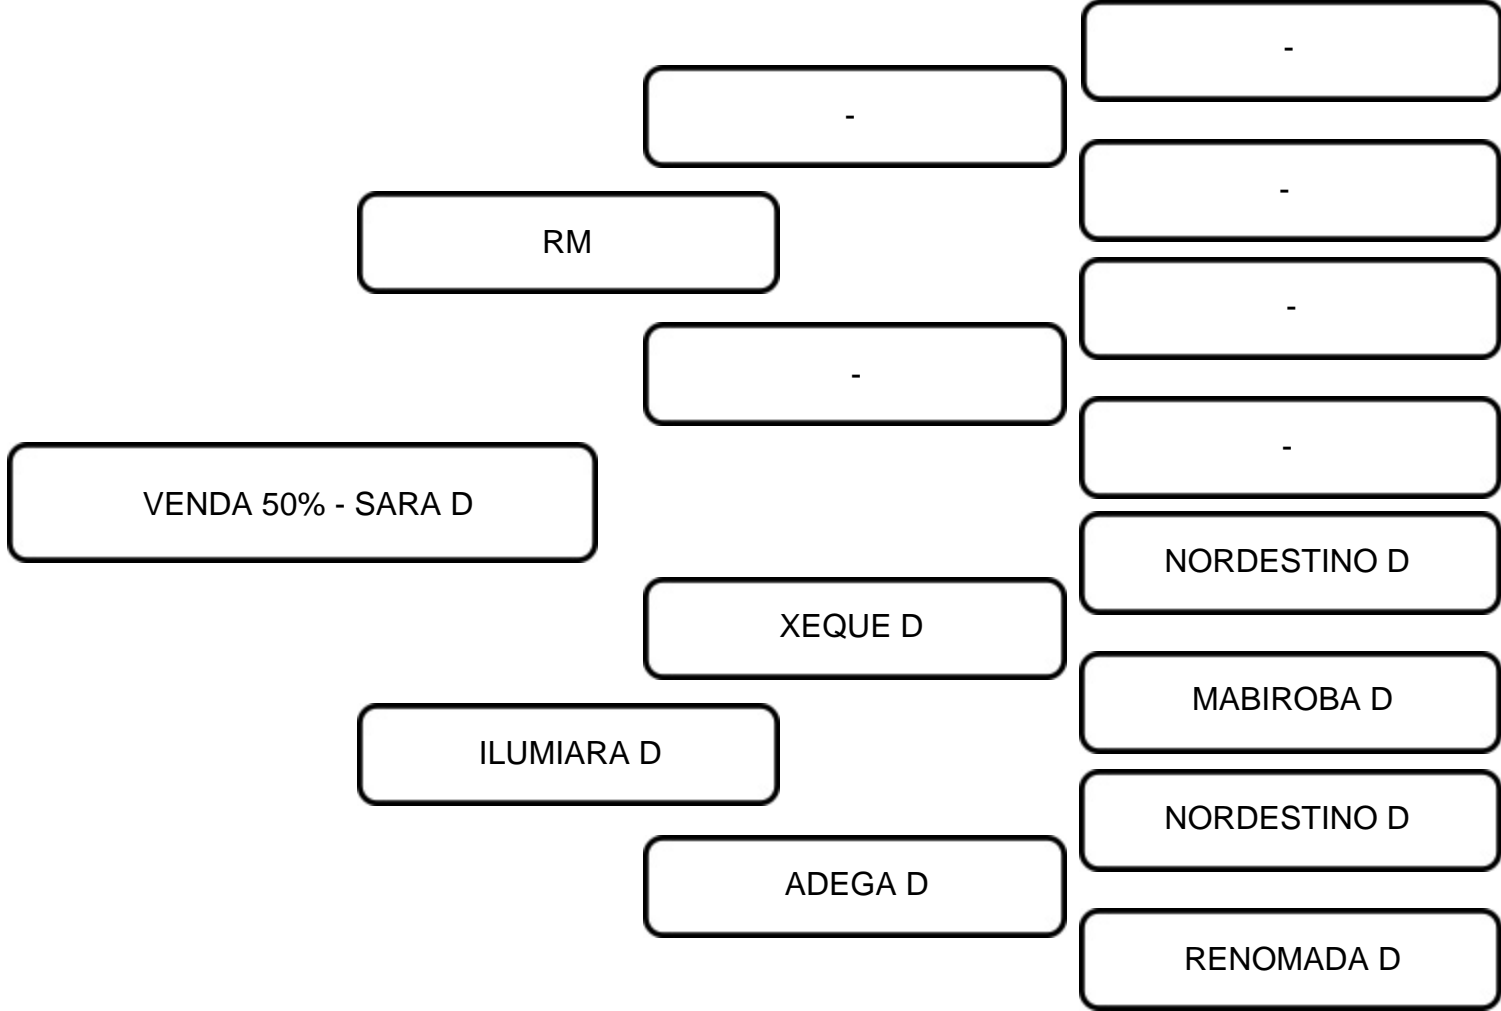 -
-
-
RM
-
-
-
VENDA 50% - SARA D
NORDESTINO D
XEQUE D
MABIROBA D
ILUMIARA D
NORDESTINO D
ADEGA D
RENOMADA D